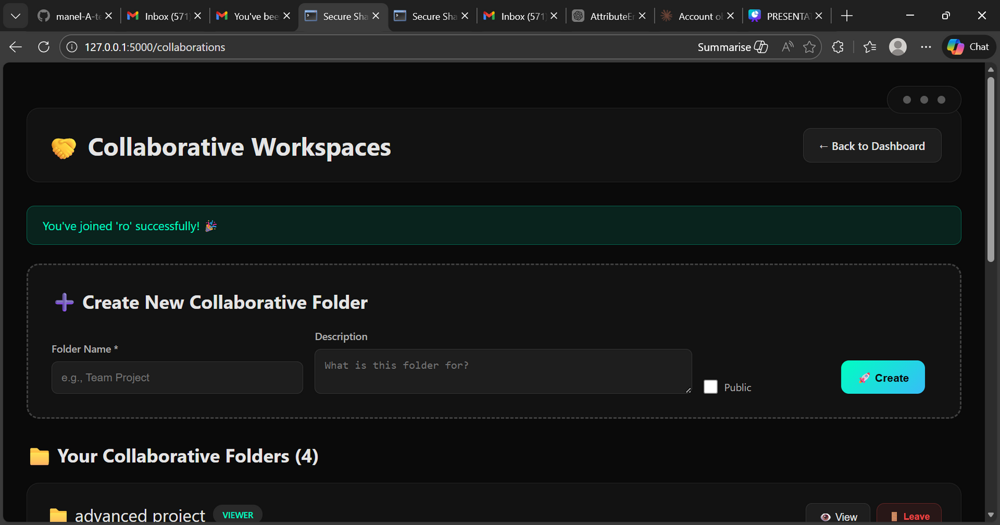 manel-A-te
Inbox (571)
You've bee
Secure Sha
Secure Sha
Inbox (571)
AttributeEr
Account ol
PRESENTA
127.0.0.1:5000/collaborations
Summarise
Chat
🤝 Collaborative Workspaces
← Back to Dashboard
You've joined 'ro' successfully! 🎉
➕ Create New Collaborative Folder
Folder Name *
e.g., Team Project
Description
What is this folder for?
Public
🚀 Create
📁 Your Collaborative Folders (4)
📁 advanced project VIEWER
👁 View
🚪 Leave